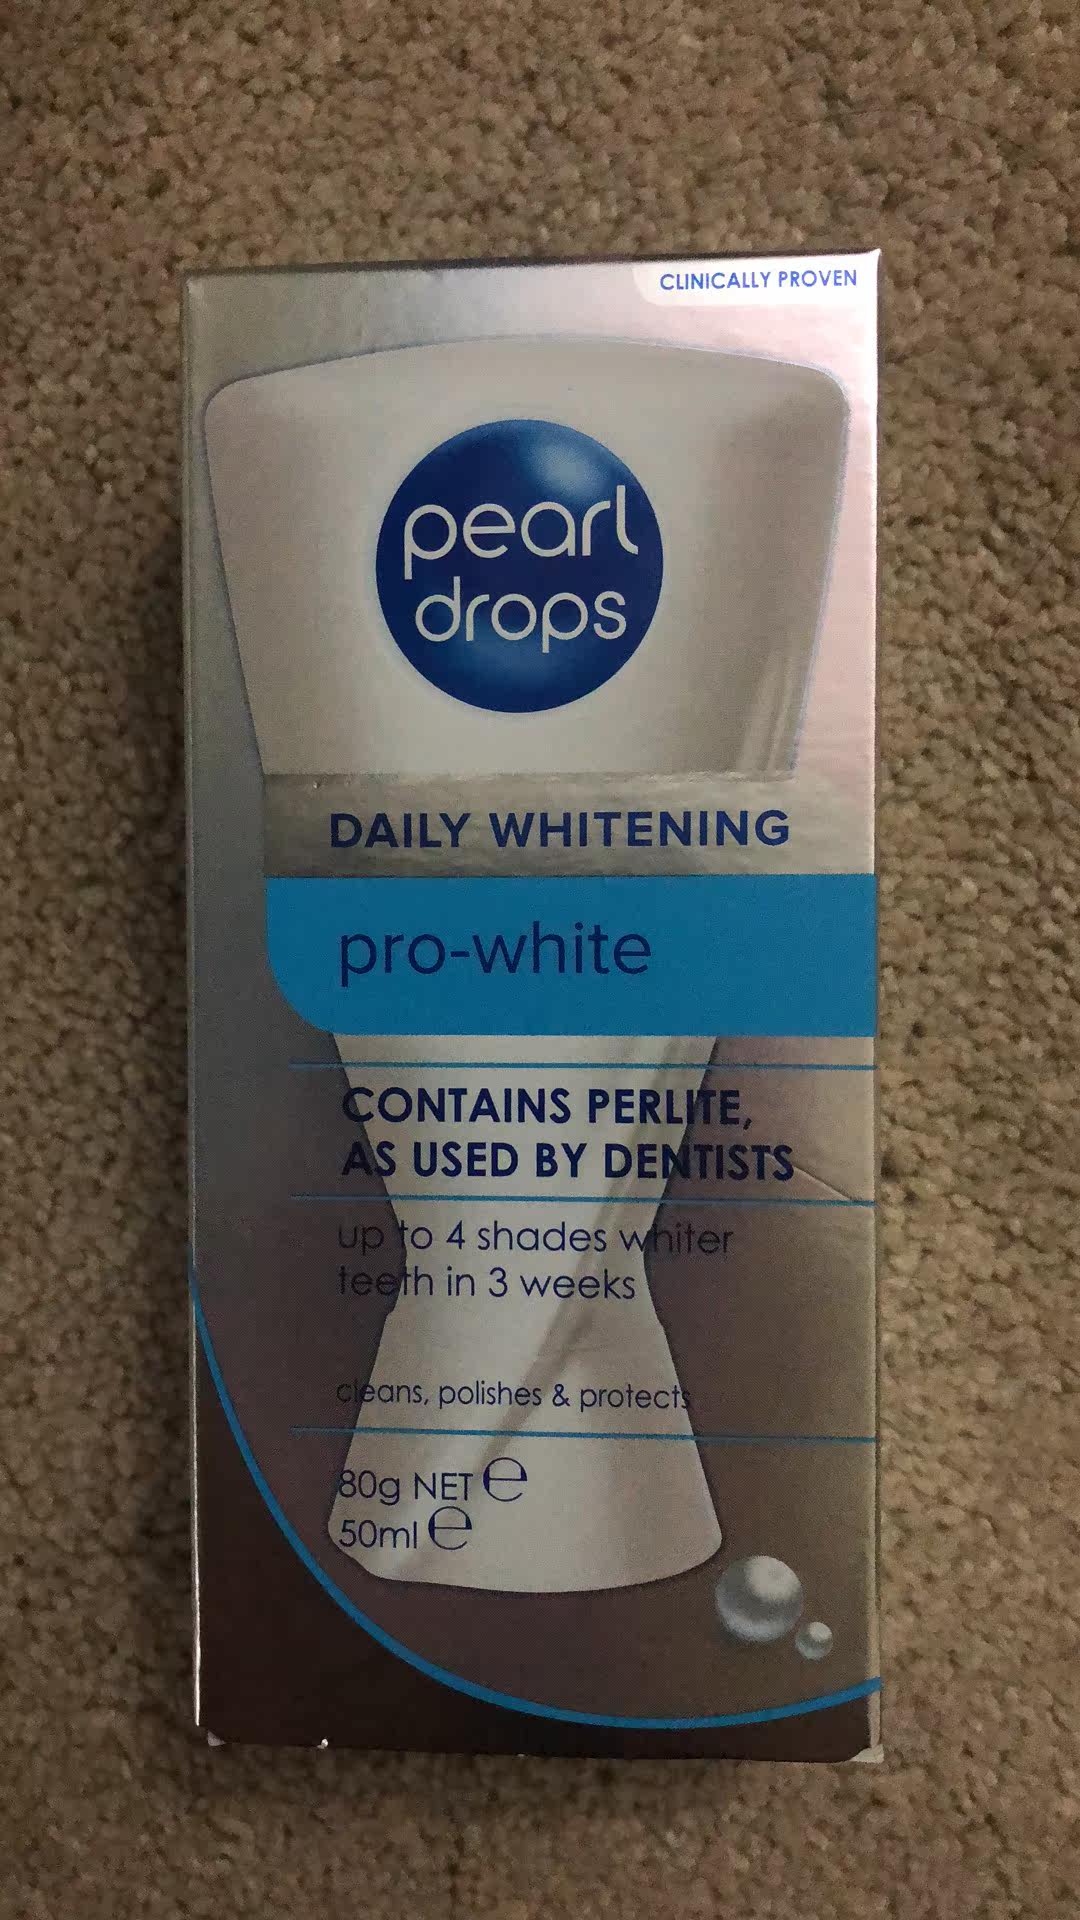 CLINICALLY PROVEN
pearl
drops
DAILY WHITENING
pro-white
CONTAINS PERLITE,
AS USED BY DENTISTS
up to 4 shades whiter
teeth in 3 weeks
cleans, polishes & protects
80g NET ℮
50ml ℮